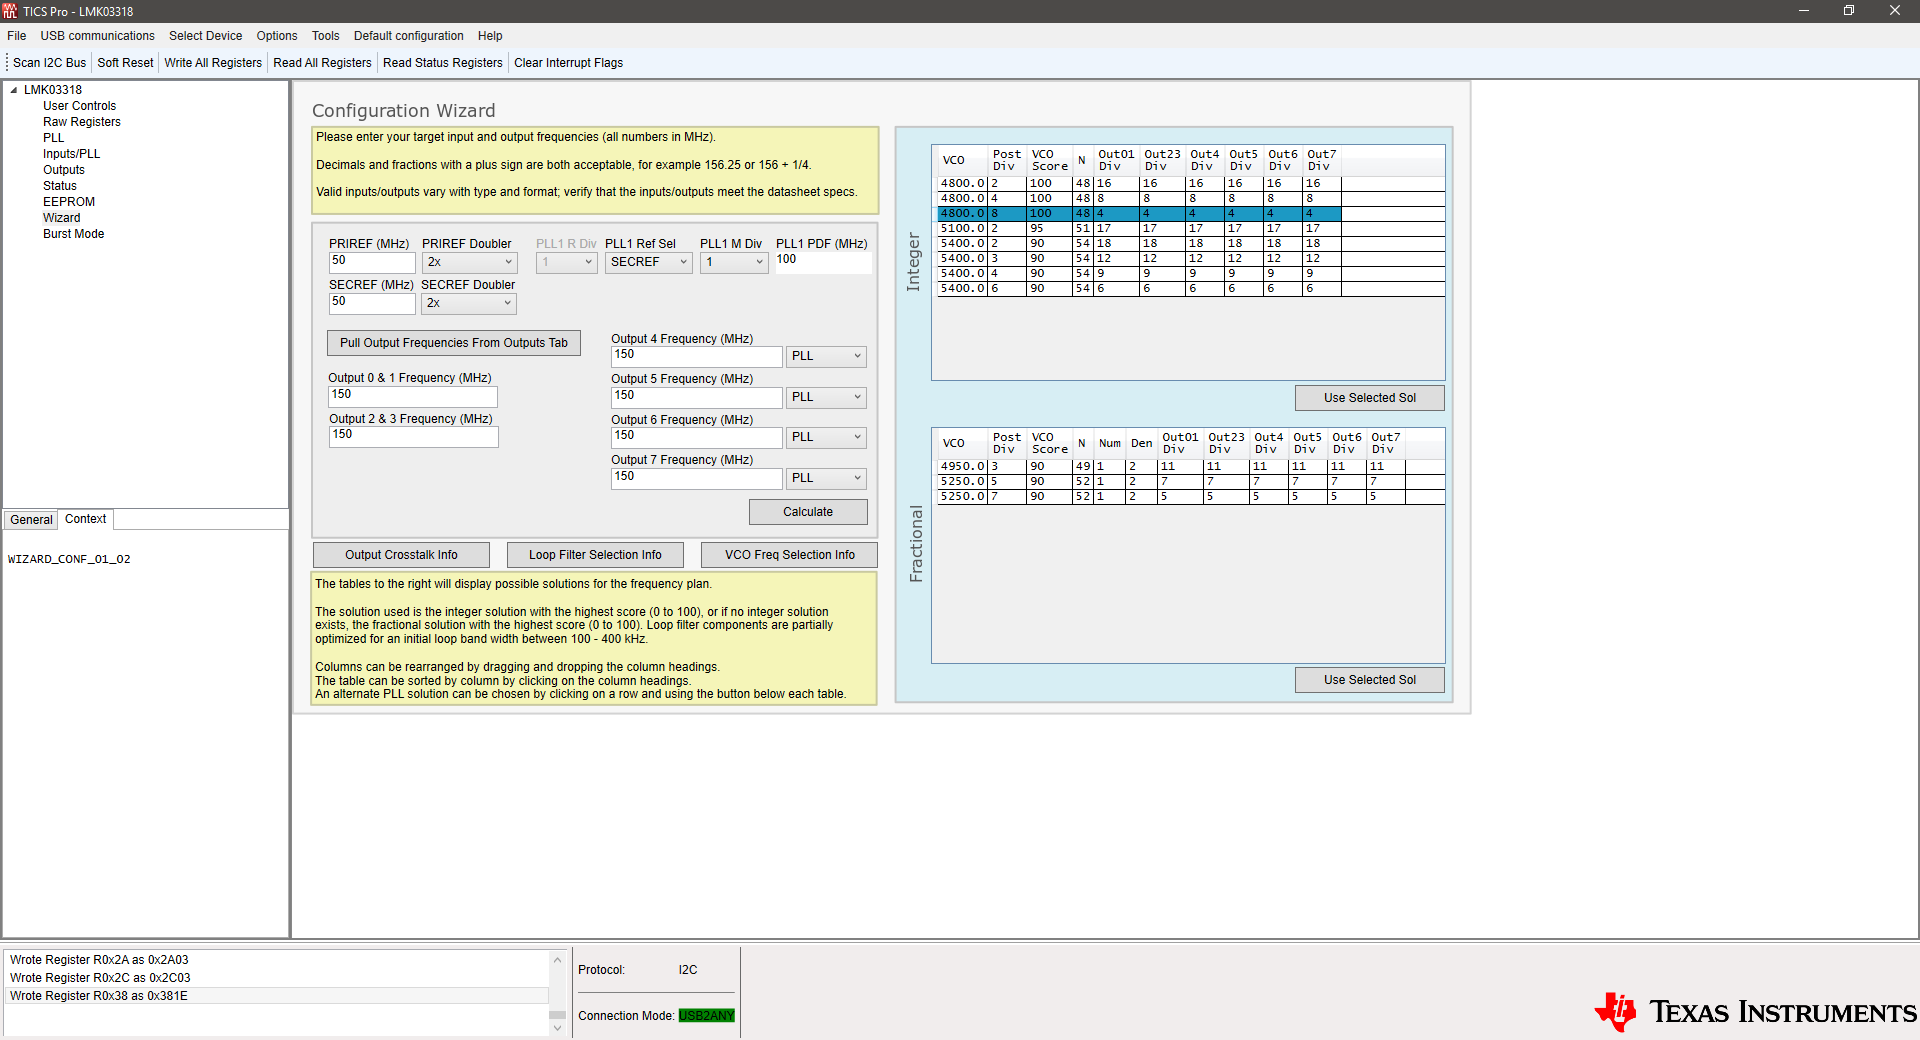 TICS Pro - LMK03318
File USB communications Select Device Options Tools Default configuration Help
Scan I2C Bus Soft Reset Write All Registers Read All Registers Read Status Registers Clear Interrupt Flags
LMK03318
User Controls
Raw Registers
PLL
Inputs/PLL
Outputs
Status
EEPROM
Wizard
Burst Mode
General Context
WIZARD_CONF_01_02
Configuration Wizard
Please enter your target input and output frequencies (all numbers in MHz).
Decimals and fractions with a plus sign are both acceptable, for example 156.25 or 156 + 1/4.
Valid inputs/outputs vary with type and format; verify that the inputs/outputs meet the datasheet specs.
PRIREF (MHz) PRIREF Doubler PLL1 R Div PLL1 Ref Sel PLL1 M Div PLL1 PDF (MHz)
50 2x 1 SECREF 1 100
SECREF (MHz) SECREF Doubler
50 2x
Pull Output Frequencies From Outputs Tab
Output 0 & 1 Frequency (MHz)
150
Output 2 & 3 Frequency (MHz)
150
Output 4 Frequency (MHz)
150 PLL
Output 5 Frequency (MHz)
150 PLL
Output 6 Frequency (MHz)
150 PLL
Output 7 Frequency (MHz)
150 PLL
Calculate
Output Crosstalk Info Loop Filter Selection Info VCO Freq Selection Info
The tables to the right will display possible solutions for the frequency plan.
The solution used is the integer solution with the highest score (0 to 100), or if no integer solution
exists, the fractional solution with the highest score (0 to 100). Loop filter components are partially
optimized for an initial loop band width between 100 - 400 kHz.
Columns can be rearranged by dragging and dropping the column headings.
The table can be sorted by column by clicking on the column headings.
An alternate PLL solution can be chosen by clicking on a row and using the button below each table.
Integer
VCO Post Div VCO Score N Out01 Div Out23 Div Out4 Div Out5 Div Out6 Div Out7 Div
4800.0 2 100 48 16 16 16 16 16 16
4800.0 4 100 48 8 8 8 8 8 8
4800.0 8 100 48 4 4 4 4 4 4
5100.0 2 95 51 17 17 17 17 17 17
5400.0 2 90 54 18 18 18 18 18 18
5400.0 3 90 54 12 12 12 12 12 12
5400.0 4 90 54 9 9 9 9 9 9
5400.0 6 90 54 6 6 6 6 6 6
Use Selected Sol
Fractional
VCO Post Div VCO Score N Num Den Out01 Div Out23 Div Out4 Div Out5 Div Out6 Div Out7 Div
4950.0 3 90 49 1 2 11 11 11 11 11 11
5250.0 5 90 52 1 2 7 7 7 7 7 7
5250.0 7 90 52 1 2 5 5 5 5 5 5
Use Selected Sol
Wrote Register R0x2A as 0x2A03
Wrote Register R0x2C as 0x2C03
Wrote Register R0x38 as 0x381E
Protocol: I2C
Connection Mode: USB2ANY
TEXAS INSTRUMENTS